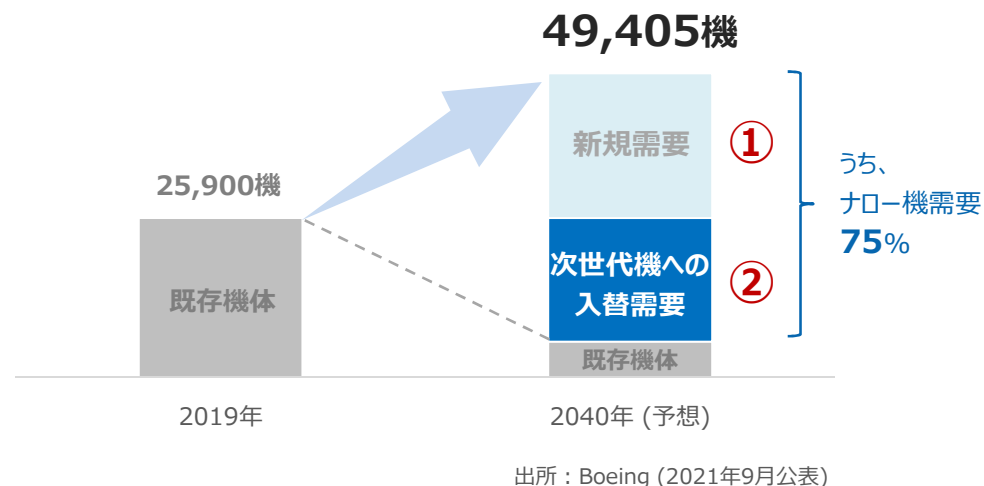 49,405機
25,900機
新規需要
①
うち、
ナロー機需要
75%
既存機体
次世代機への
入替需要
②
既存機体
2019年
2040年 (予想)
出所：Boeing (2021年9月公表)